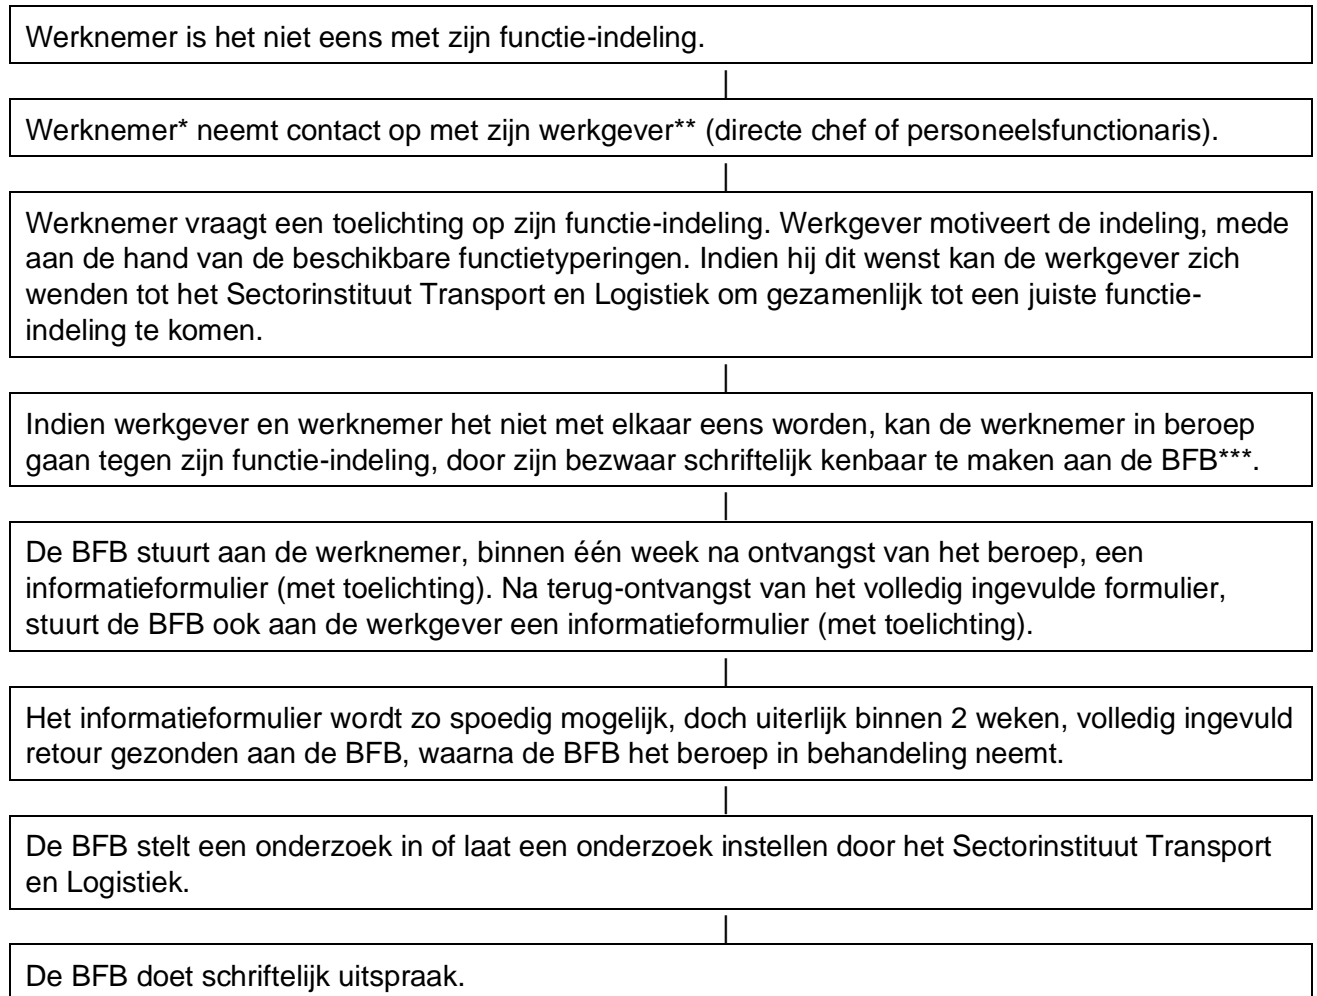 Werknemer is het niet eens met zijn functie-indeling.
Werknemer* neemt contact op met zijn werkgever** (directe chef of personeelsfunctionaris).
Werknemer vraagt een toelichting op zijn functie-indeling. Werkgever motiveert de indeling, mede
aan de hand van de beschikbare functietyperingen. Indien hij dit wenst kan de werkgever zich
wenden tot het Sectorinstituut Transport en Logistiek om gezamenlijk tot een juiste functie-
indeling te komen.
Indien werkgever en werknemer het niet met elkaar eens worden, kan de werknemer in beroep
gaan tegen zijn functie-indeling, door zijn bezwaar schriftelijk kenbaar te maken aan de BFB***.
De BFB stuurt aan de werknemer, binnen één week na ontvangst van het beroep, een
informatieformulier (met toelichting). Na terug-ontvangst van het volledig ingevulde formulier,
stuurt de BFB ook aan de werkgever een informatieformulier (met toelichting).
Het informatieformulier wordt zo spoedig mogelijk, doch uiterlijk binnen 2 weken, volledig ingevuld
retour gezonden aan de BFB, waarna de BFB het beroep in behandeling neemt.
De BFB stelt een onderzoek in of laat een onderzoek instellen door het Sectorinstituut Transport
en Logistiek.
De BFB doet schriftelijk uitspraak.